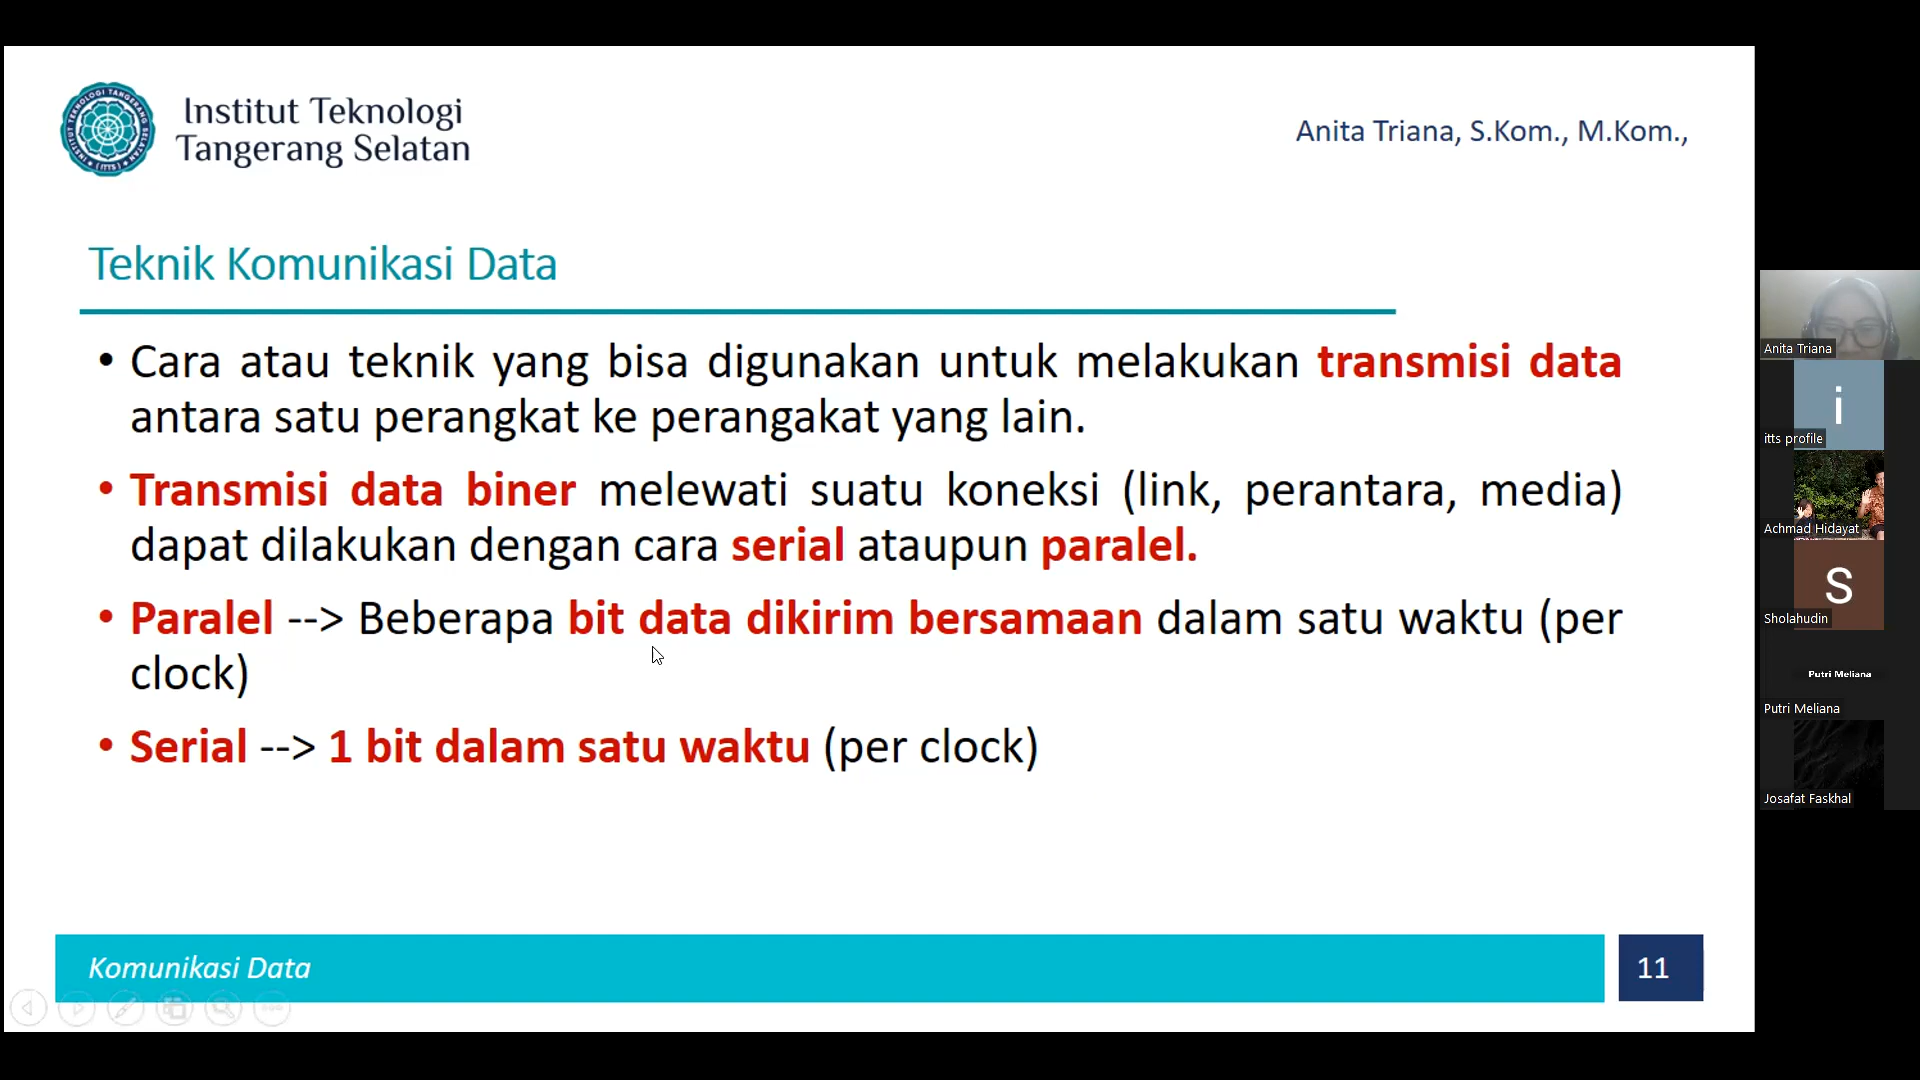 Institut Teknologi
Tangerang Selatan
Anita Triana, S.Kom., M.Kom.,
Teknik Komunikasi Data
• Cara atau teknik yang bisa digunakan untuk melakukan transmisi data
antara satu perangkat ke perangakat yang lain.
• Transmisi data biner melewati suatu koneksi (link, perantara, media)
dapat dilakukan dengan cara serial ataupun paralel.
• Paralel --> Beberapa bit data dikirim bersamaan dalam satu waktu (per
clock)
• Serial --> 1 bit dalam satu waktu (per clock)
Komunikasi Data
11
Anita Triana
i
itts profile
Achmad Hidayat
S
Sholahudin
Putri Meliana
Putri Meliana
Josafat Faskhal